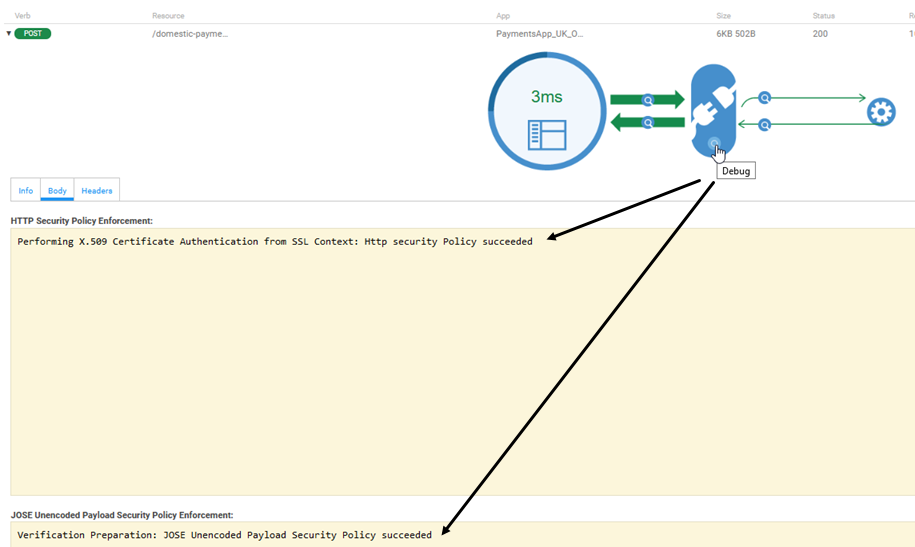 Verb Resource App Size Status
POST /domestic-payme... PaymentsApp_UK_O... 6KB 502B 200
3ms
Debug
Info Body Headers
HTTP Security Policy Enforcement:
Performing X.509 Certificate Authentication from SSL Context: Http security Policy succeeded
JOSE Unencoded Payload Security Policy Enforcement:
Verification Preparation: JOSE Unencoded Payload Security Policy succeeded